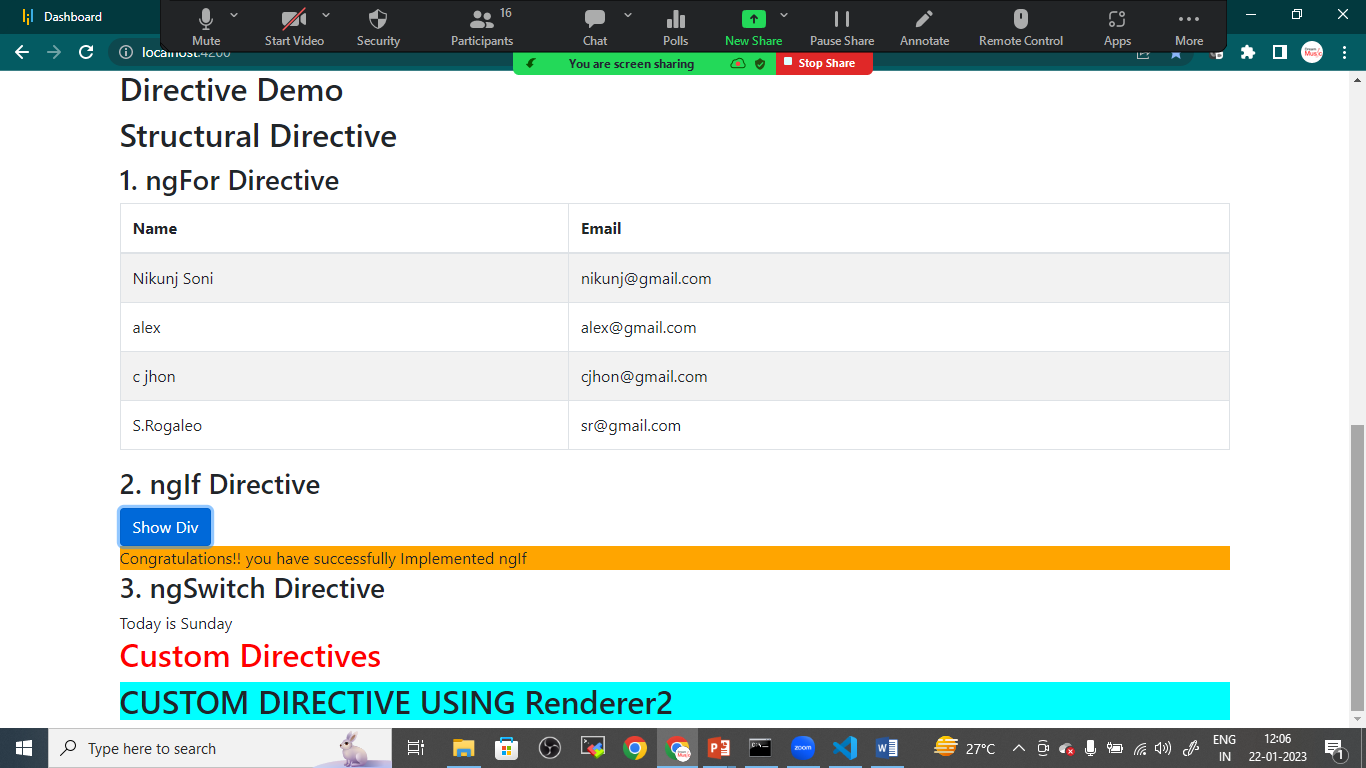 Dashboard
Mute
Start Video
Security
16
Participants
Chat
Polls
New Share
Pause Share
Annotate
Remote Control
Apps
More
localhost:4200
You are screen sharing
Stop Share
Directive Demo
Structural Directive
1. ngFor Directive
Name Email
Nikunj Soni nikunj@gmail.com
alex alex@gmail.com
c jhon cjhon@gmail.com
S.Rogaleo sr@gmail.com
2. ngIf Directive
Show Div
Congratulations!! you have successfully Implemented ngIf
3. ngSwitch Directive
Today is Sunday
Custom Directives
CUSTOM DIRECTIVE USING Renderer2
Type here to search
zoom
27°C
ENG
IN
12:06
22-01-2023
1